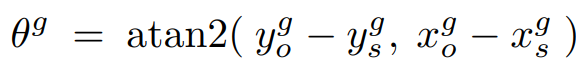 θ^g = atan2( y_o^g − y_s^g, x_o^g − x_s^g )